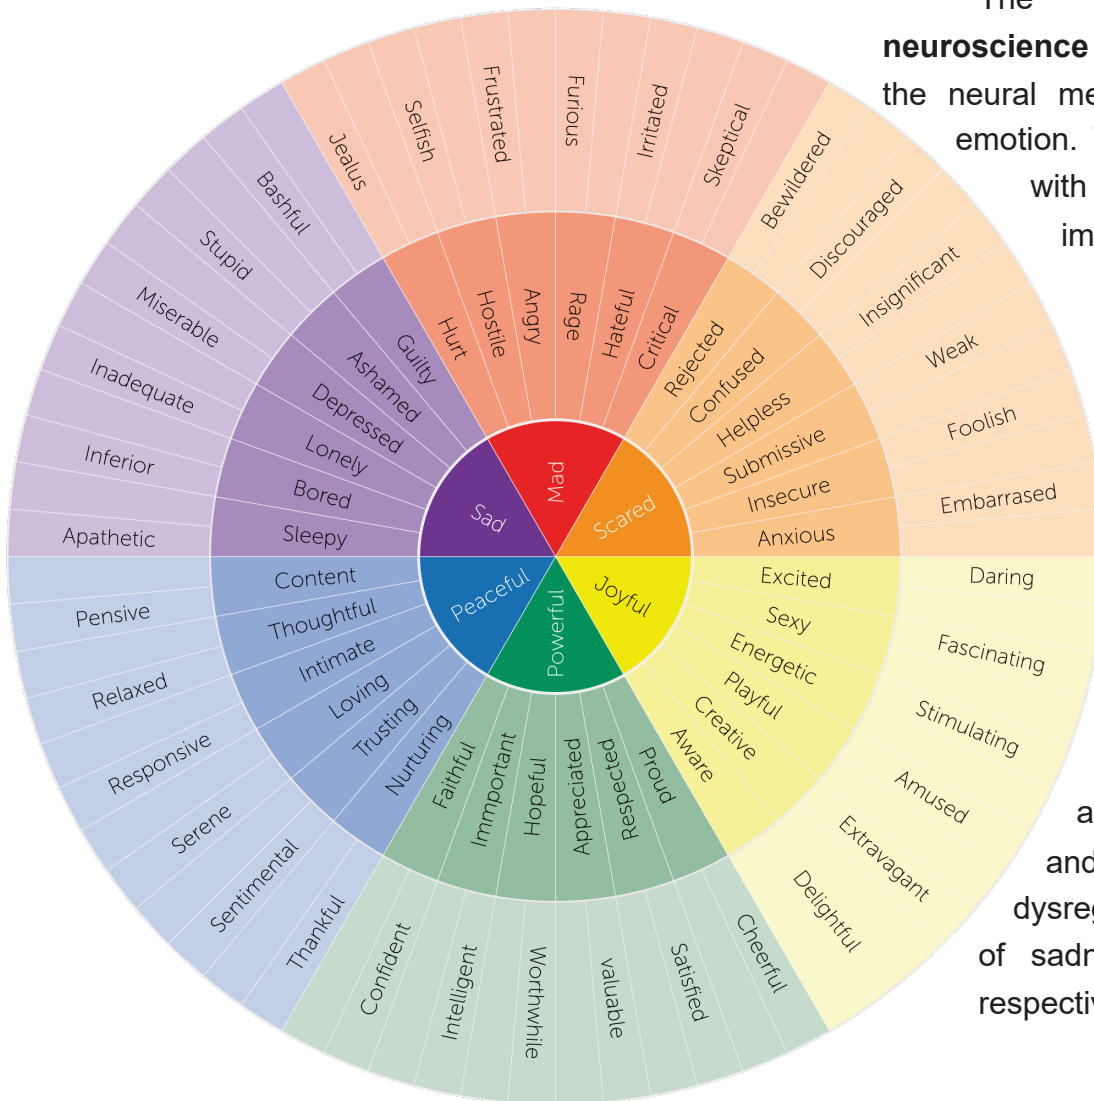 The
neuroscience
the neural me
emotion.
with
im
a
and
dysreg
of sadn
respectiv
Mad
Scared
Joyful
Powerful
Peaceful
Sad
Hurt
Hostile
Angry
Rage
Hateful
Critical
Rejected
Confused
Helpless
Submissive
Insecure
Anxious
Excited
Sexy
Energetic
Playful
Creative
Aware
Proud
Respected
Appreciated
Hopeful
Immportant
Faithful
Nurturing
Trusting
Loving
Intimate
Thoughtful
Content
Sleepy
Bored
Lonely
Depressed
Ashamed
Guilty
Jealus
Selfish
Frustrated
Furious
Irritated
Skeptical
Bewildered
Discouraged
Insignificant
Weak
Foolish
Embarrased
Daring
Fascinating
Stimulating
Amused
Extravagant
Delightful
Cheerful
Satisfied
valuable
Worthwhile
Intelligent
Confident
Thankful
Sentimental
Serene
Responsive
Relaxed
Pensive
Apathetic
Inferior
Inadequate
Miserable
Stupid
Bashful